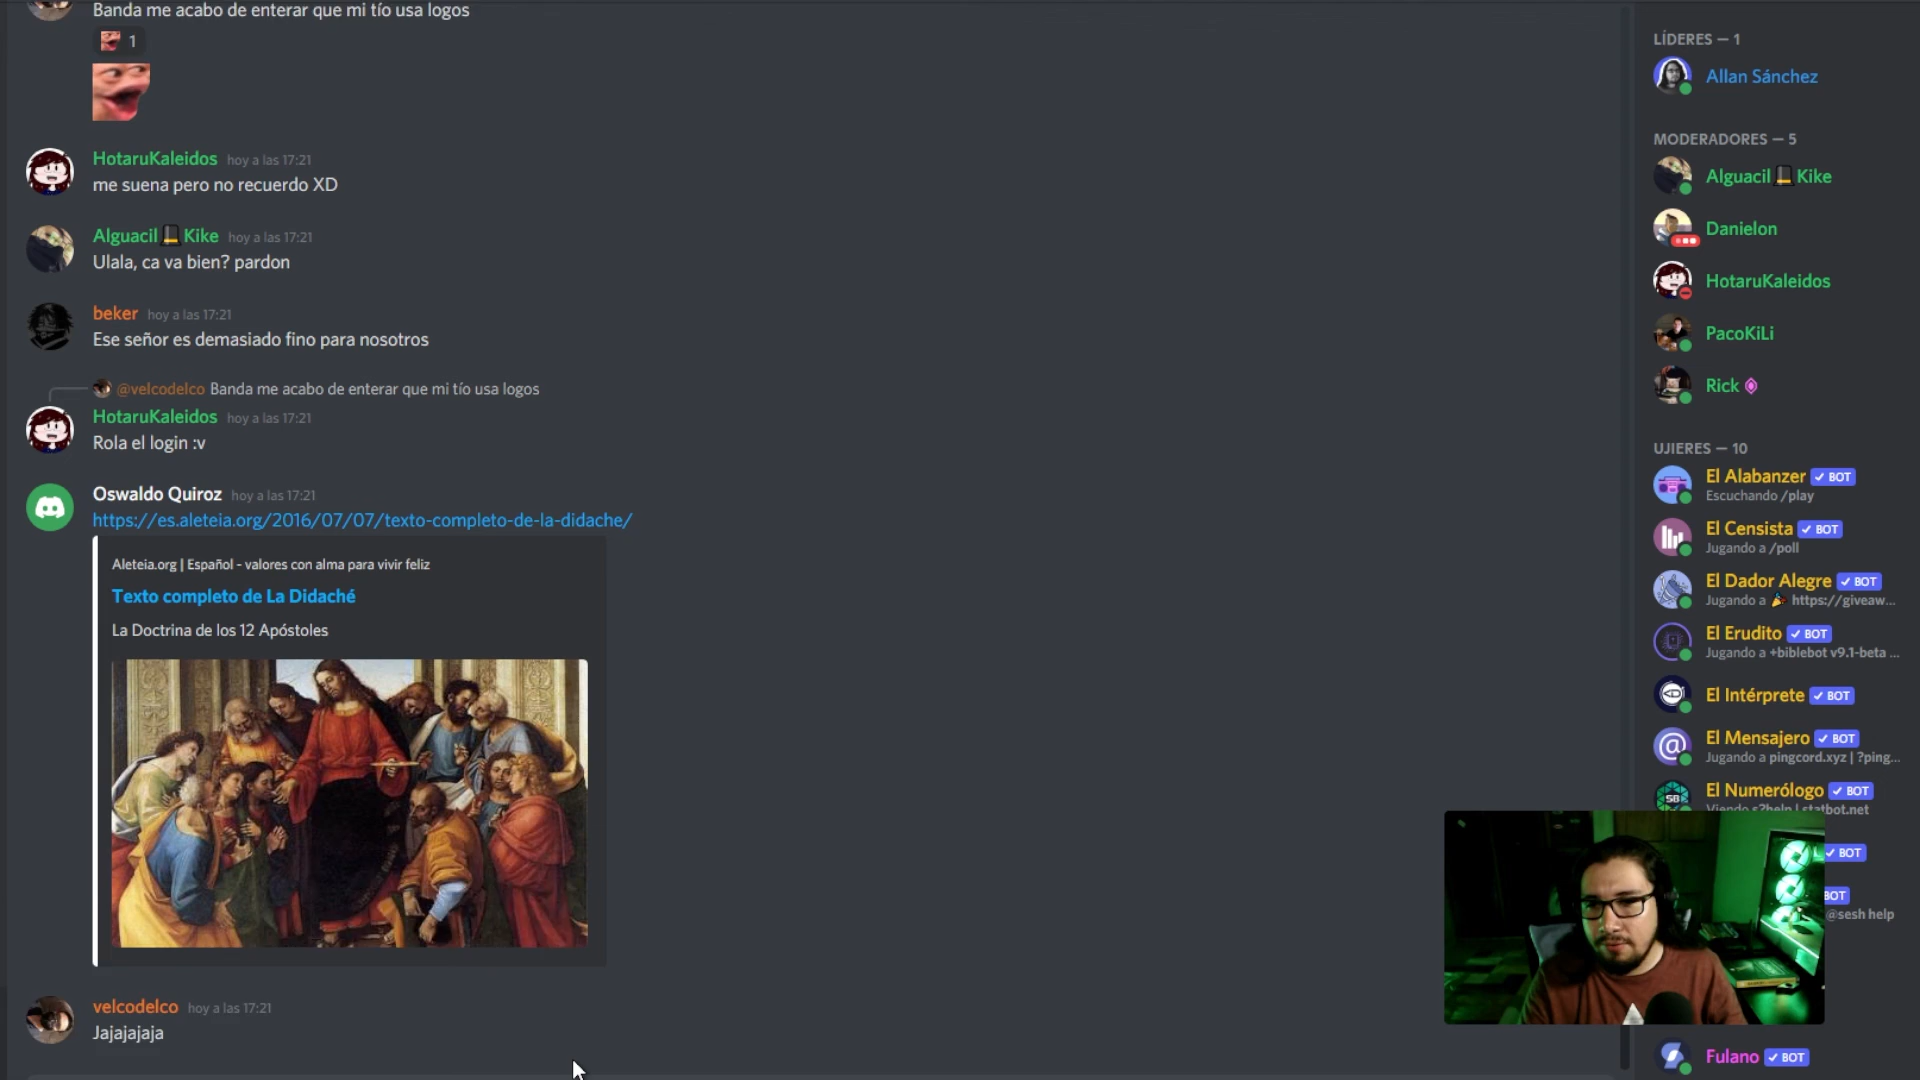 Banda me acabo de enterar que mi tío usa logos
1
HotaruKaleidos hoy a las 17:21
me suena pero no recuerdo XD
Alguacil Kike hoy a las 17:21
Ulala, ca va bien? pardon
beker hoy a las 17:21
Ese señor es demasiado fino para nosotros
@velcodelco Banda me acabo de enterar que mi tío usa logos
HotaruKaleidos hoy a las 17:21
Rola el login :v
Oswaldo Quiroz hoy a las 17:21
https://es.aleteia.org/2016/07/07/texto-completo-de-la-didache/
Aleteia.org | Español - valores con alma para vivir feliz
Texto completo de La Didaché
La Doctrina de los 12 Apóstoles
velcodelco hoy a las 17:21
Jajajajaja
LÍDERES — 1
Allan Sánchez
MODERADORES — 5
Alguacil Kike
Danielon
HotaruKaleidos
PacoKiLi
Rick
UJIERES — 10
El Alabanzer ✓ BOT
Escuchando /play
El Censista ✓ BOT
Jugando a /poll
El Dador Alegre ✓ BOT
Jugando a 🎉 https://giveaw...
El Erudito ✓ BOT
Jugando a +biblebot v9.1-beta ...
El Intérprete ✓ BOT
El Mensajero ✓ BOT
Jugando a pingcord.xyz | ?ping...
El Numerólogo ✓ BOT
SB
Viendo s?help | statbot.net
✓ BOT
BOT
@sesh help
Fulano ✓ BOT